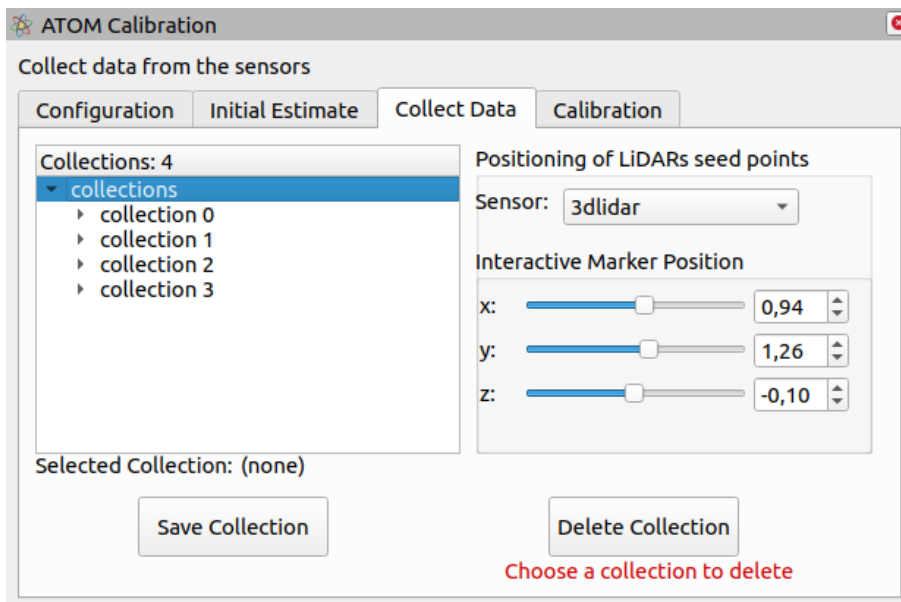 ATOM Calibration
Collect data from the sensors
Configuration Initial Estimate Collect Data Calibration
Collections: 4
collections
collection 0
collection 1
collection 2
collection 3
Selected Collection: (none)
Positioning of LiDARs seed points
Sensor: 3dlidar
Interactive Marker Position
x: 0,94
y: 1,26
z: -0,10
Save Collection
Delete Collection
Choose a collection to delete